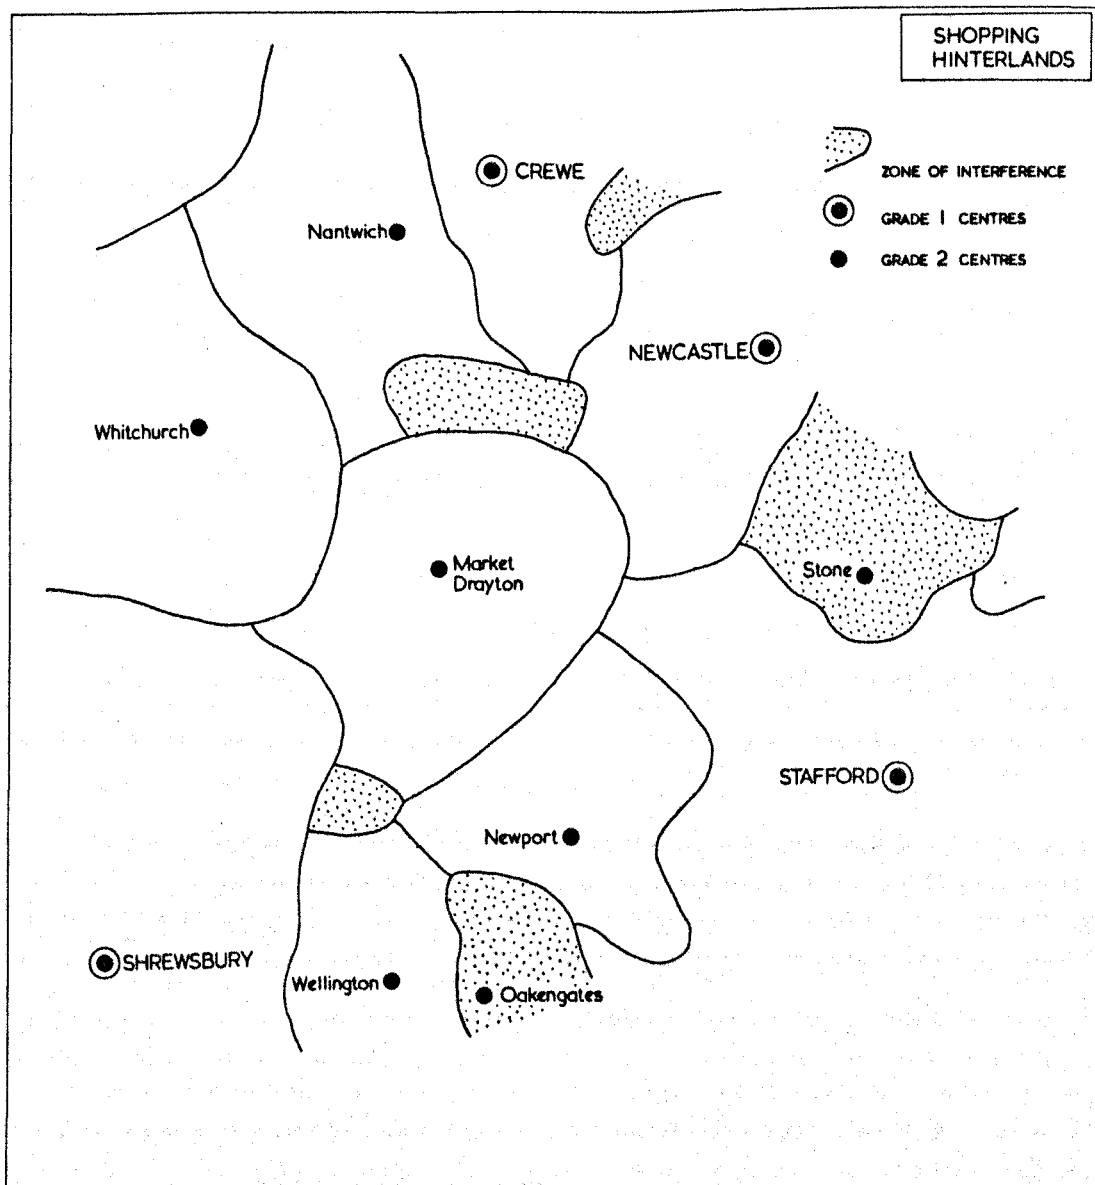 SHOPPING
HINTERLANDS
ZONE OF INTERFERENCE
GRADE 1 CENTRES
GRADE 2 CENTRES
CREWE
Nantwich
NEWCASTLE
Whitchurch
Market
Drayton
Stone
STAFFORD
Newport
SHREWSBURY
Wellington
Oakengates